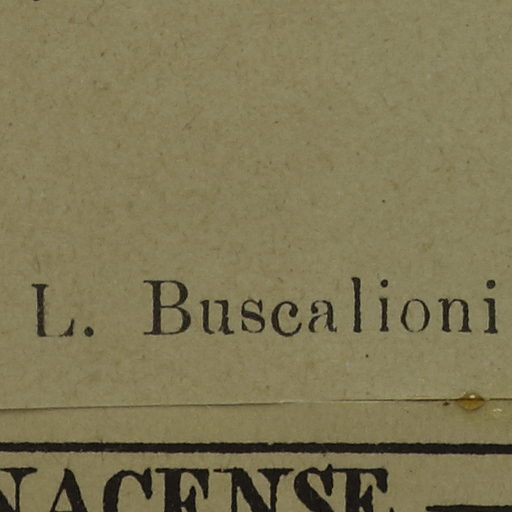 L. Buscalioni
NACENSE —